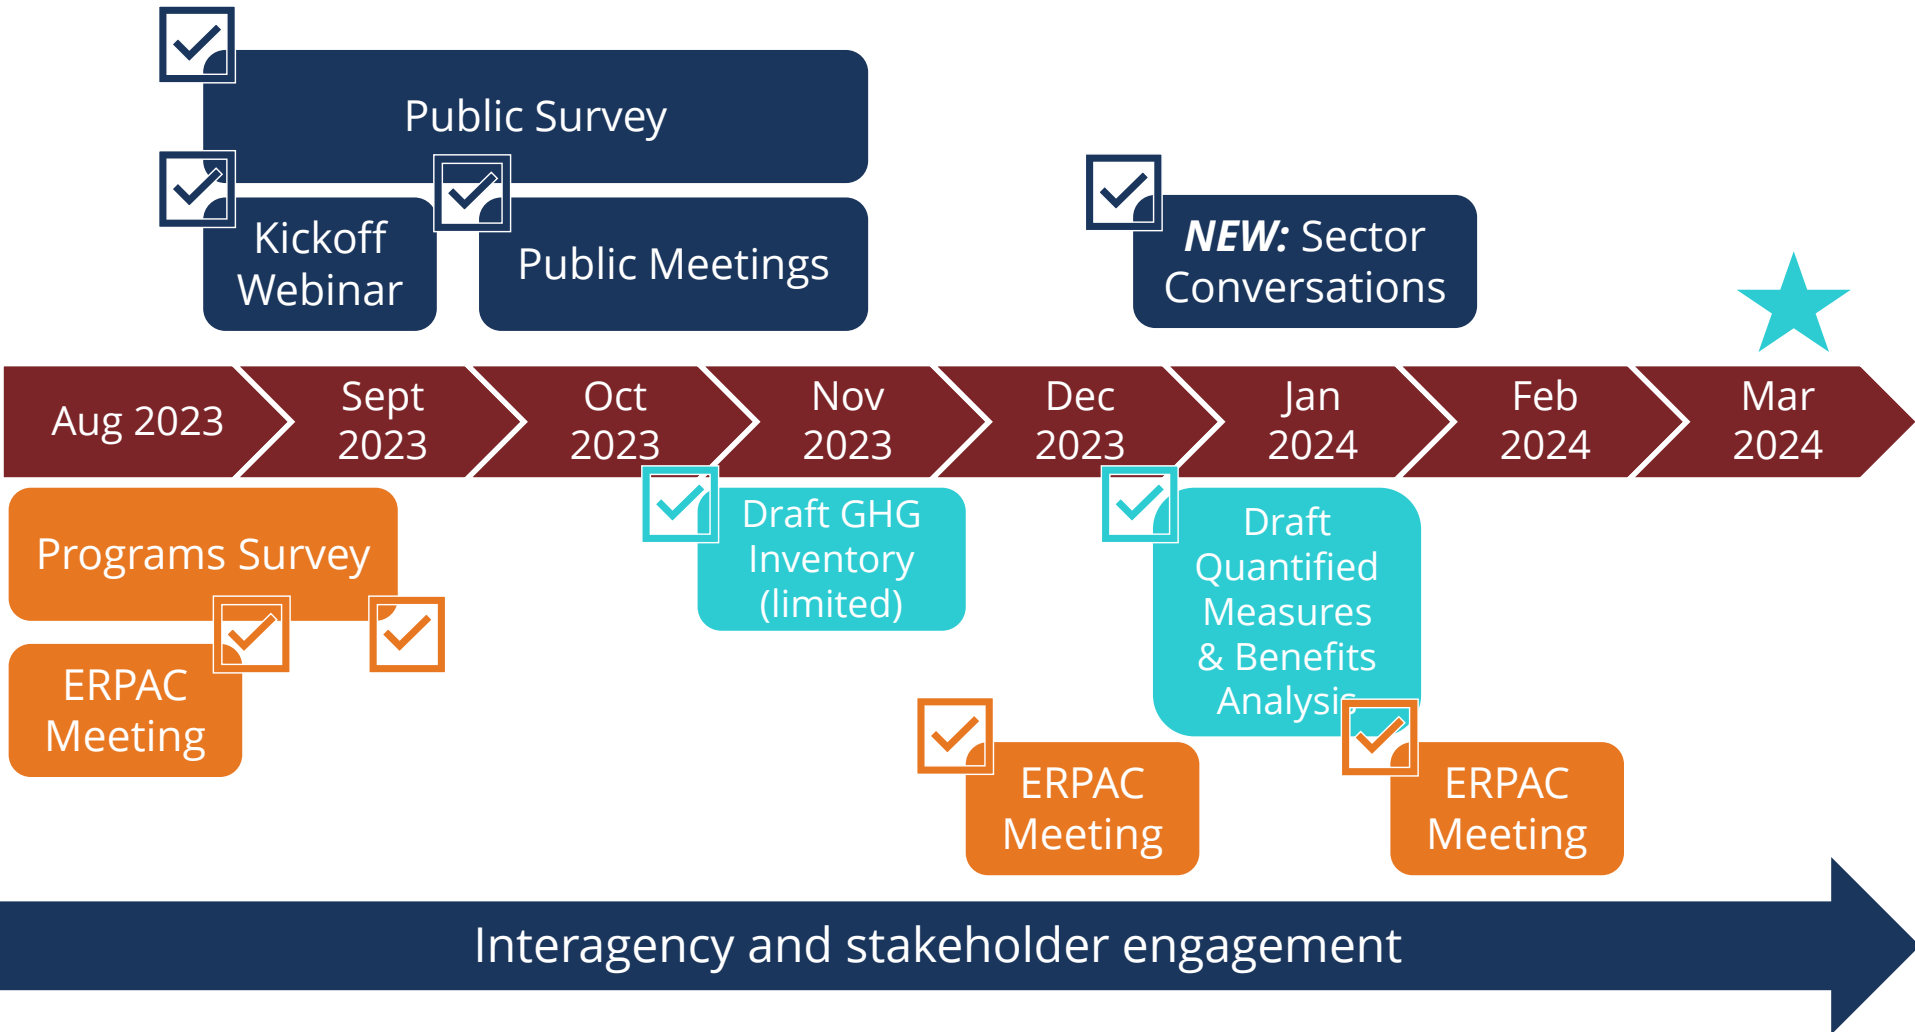 Public Survey
Kickoff
Webinar
Public Meetings
NEW: Sector
Conversations
Aug 2023
Sept
2023
Oct
2023
Nov
2023
Dec
2023
Jan
2024
Feb
2024
Mar
2024
Programs Survey
ERPAC
Meeting
Draft GHG
Inventory
(limited)
Draft
Quantified
Measures
& Benefits
Analysis
ERPAC
Meeting
ERPAC
Meeting
Interagency and stakeholder engagement